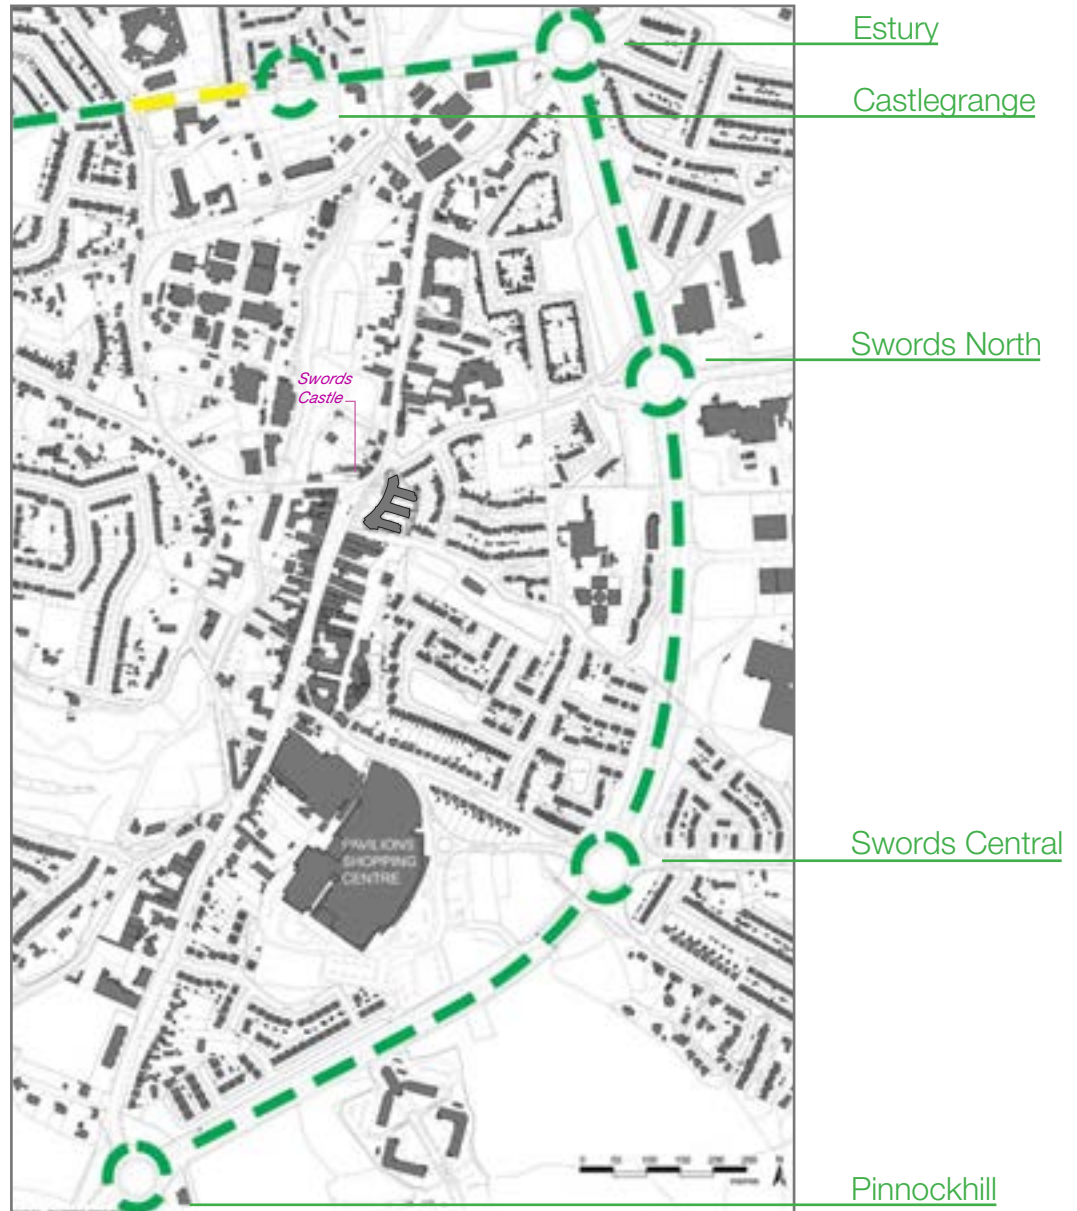 Estury
Castlegrange
Swords North
Swords
Castle
PAVILIONS
SHOPPING
CENTRE
Swords Central
N
Pinnockhill